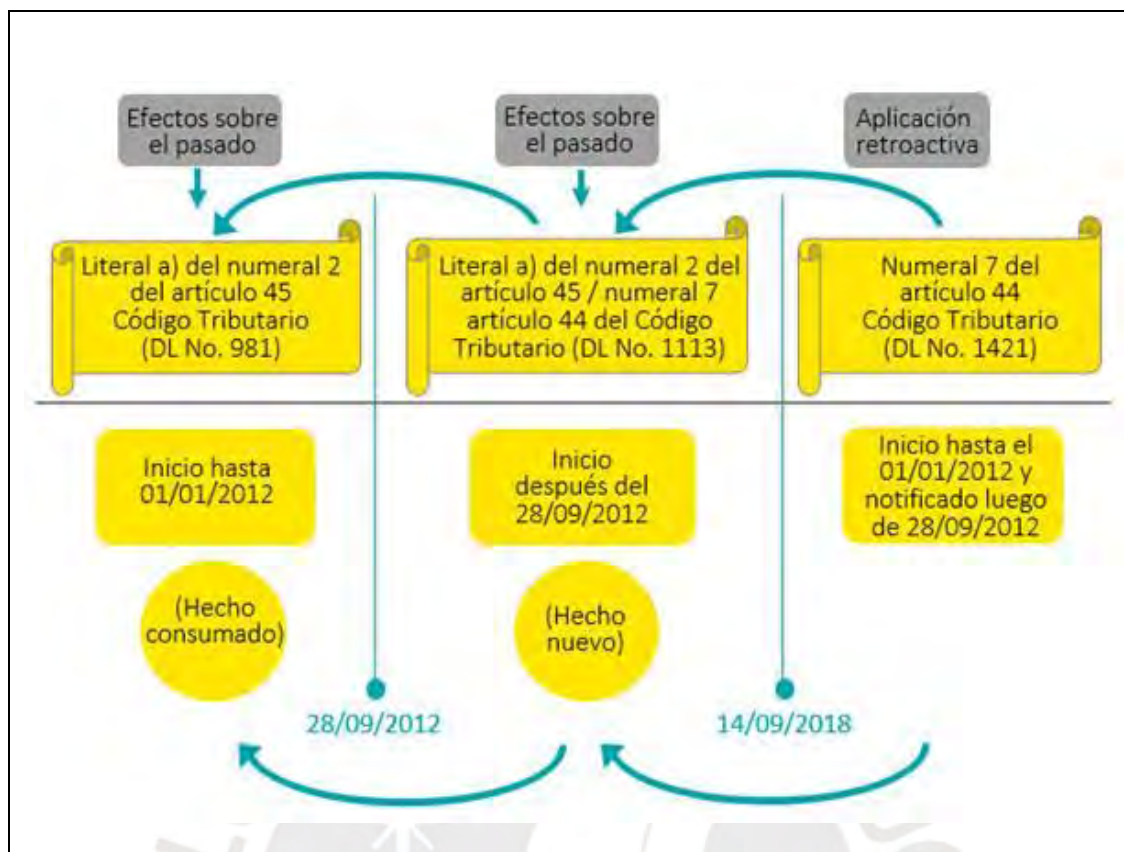 Efectos sobre
el pasado
Efectos sobre
el pasado
Aplicación
retroactiva
Literal a) del numeral 2
del artículo 45
Código Tributario
(DL No. 981)
Literal a) del numeral 2 del
artículo 45 / numeral 7
artículo 44 del Código
Tributario (DL No. 1113)
Numeral 7 del
artículo 44
Código Tributario
(DL No. 1421)
Inicio hasta
01/01/2012
Inicio
después del
28/09/2012
Inicio hasta el
01/01/2012 y
notificado luego
de 28/09/2012
(Hecho
consumado)
(Hecho
nuevo)
28/09/2012
14/09/2018